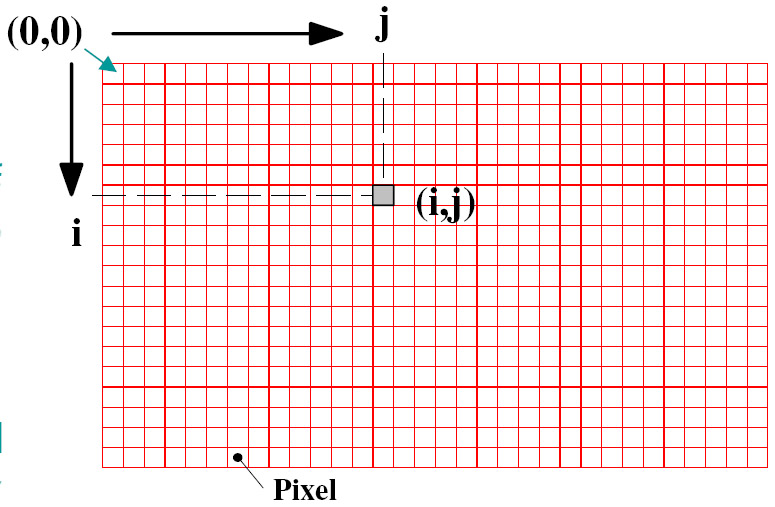 (0,0)
j
(i,j)
i
Pixel